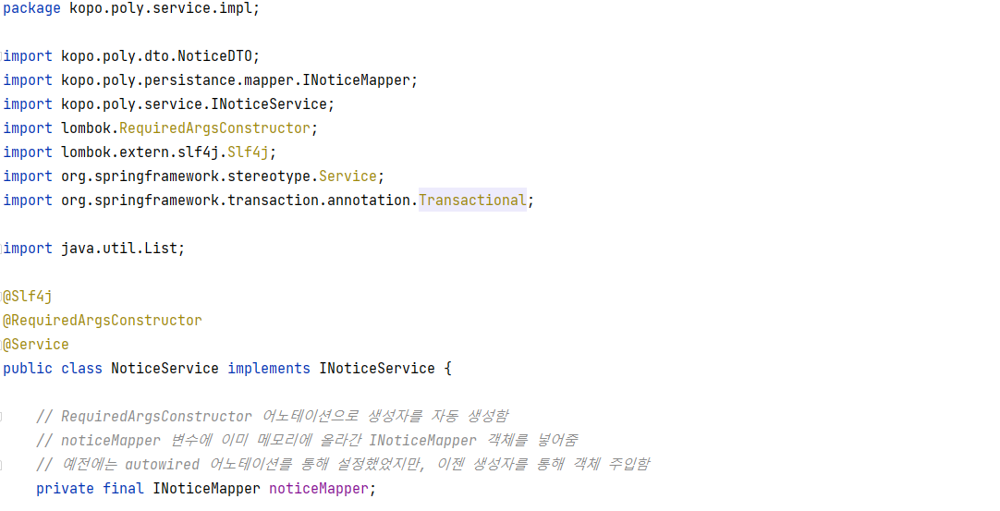 package kopo.poly.service.impl;
import kopo.poly.dto.NoticeDTO;
import kopo.poly.persistance.mapper.INoticeMapper;
import kopo.poly.service.INoticeService;
import lombok.RequiredArgsConstructor;
import lombok.extern.slf4j.Slf4j;
import org.springframework.stereotype.Service;
import org.springframework.transaction.annotation.Transactional;
import java.util.List;
@Slf4j
@RequiredArgsConstructor
@Service
public class NoticeService implements INoticeService {
// RequiredArgsConstructor 어노테이션으로 생성자를 자동 생성함
// noticeMapper 변수에 이미 메모리에 올라간 INoticeMapper 객체를 넣어줌
// 예전에는 autowired 어노테이션를 통해 설정했었지만, 이젠 생성자를 통해 객체 주입함
private final INoticeMapper noticeMapper;